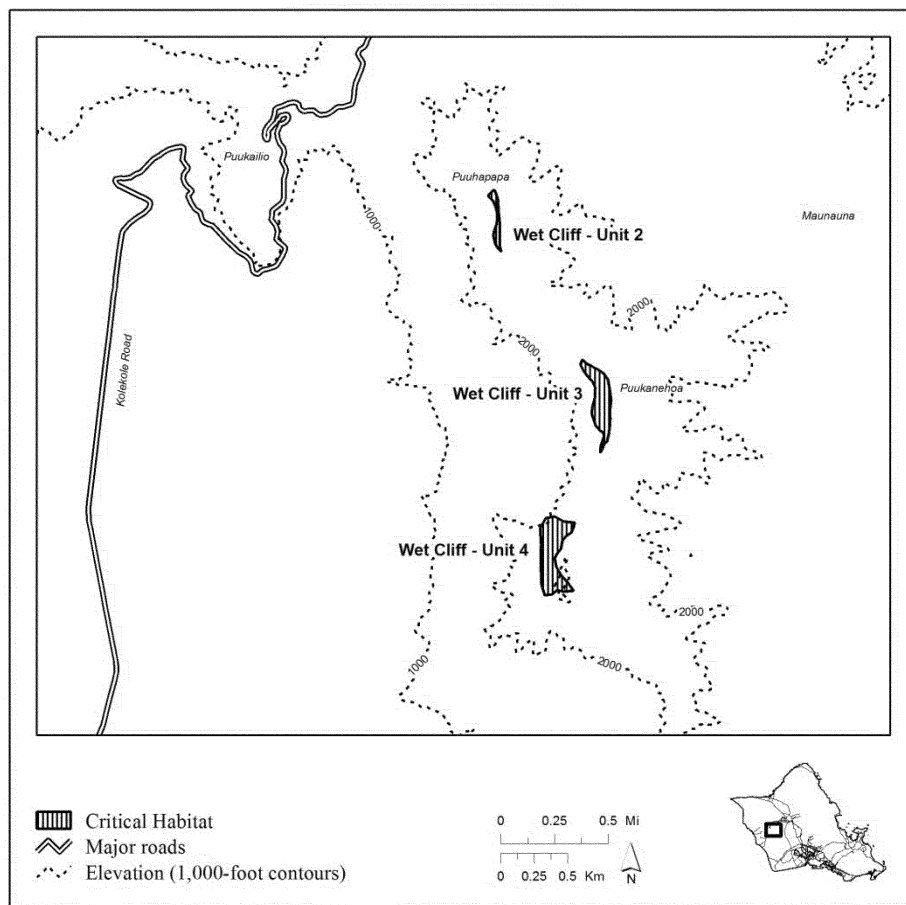 Puukailio
Puuhapapa
Maunauna
1000
Wet Cliff - Unit 2
2000
2000
Kolekole Road
Wet Cliff - Unit 3
Puukanehoa
Wet Cliff - Unit 4
2000
1000
2000
Critical Habitat
Major roads
Elevation (1,000-foot contours)
0 0.25 0.5 Mi
0 0.25 0.5 Km
N